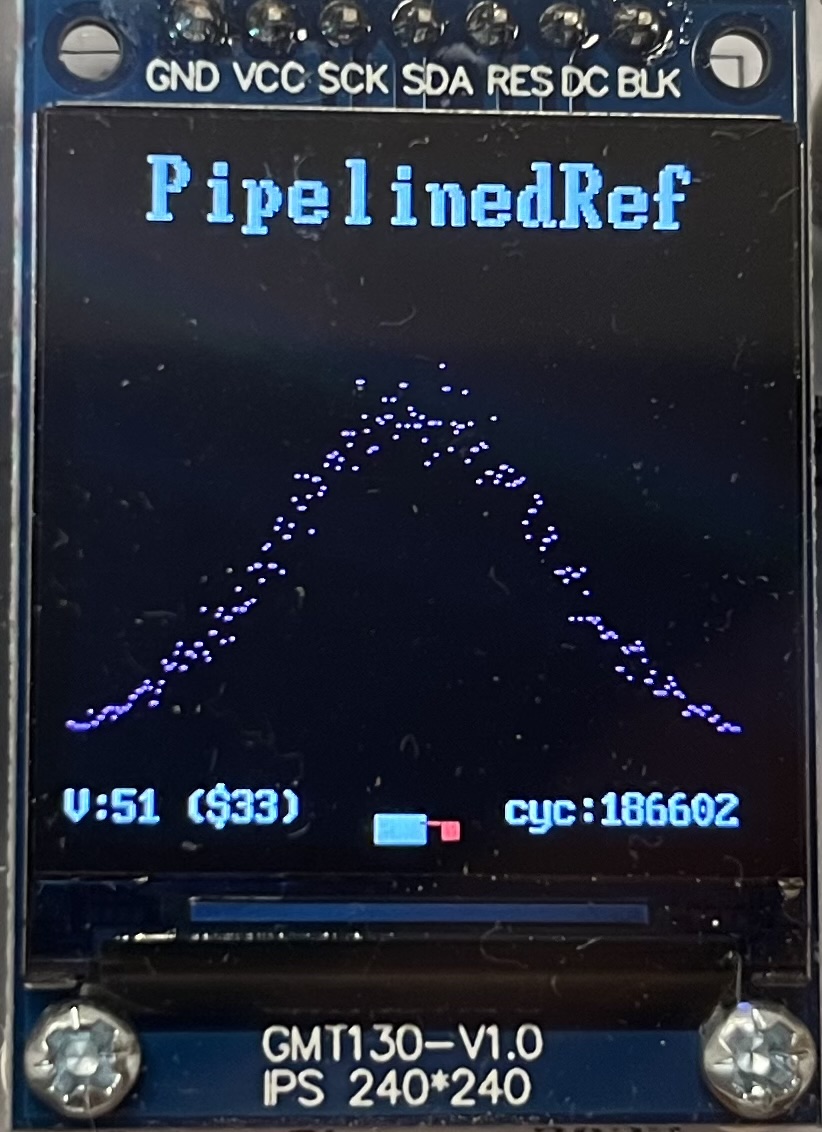 GND VCC SCK SDA RES DC BLK
PipelinedRef
V:51 ($33)
cyc:186602
GMT130-V1.0
IPS 240*240